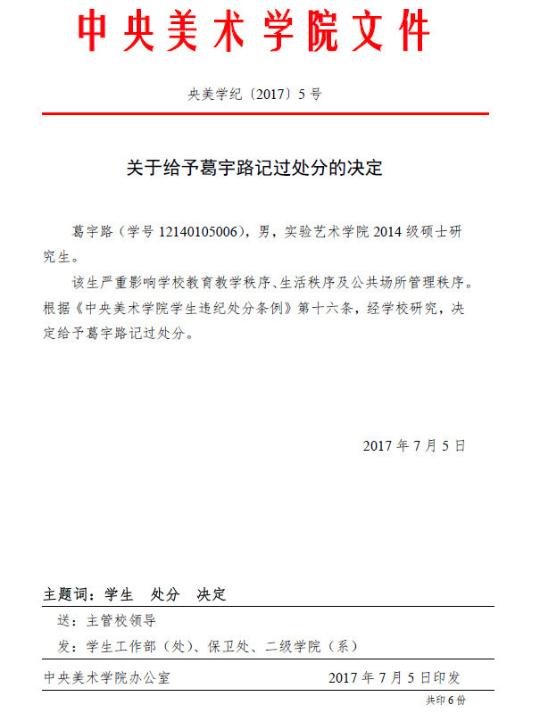 中央美术学院文件
央美学纪〔2017〕5 号
关于给予葛宇路记过处分的决定
葛宇路（学号 12140105006），男，实验艺术学院 2014 级硕士研
究生。
该生严重影响学校教育教学秩序、生活秩序及公共场所管理秩序。
根据《中央美术学院学生违纪处分条例》第十六条，经学校研究，决
定给予葛宇路记过处分。
2017 年 7 月 5 日
主题词：学生 处分 决定
送：主管校领导
发：学生工作部（处）、保卫处、二级学院（系）
中央美术学院办公室 2017 年 7 月 5 日印发
共印 6 份